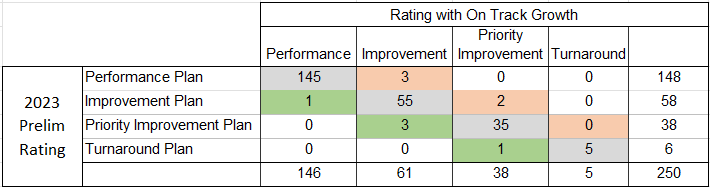 Rating with On Track Growth
Performance Improvement Priority Improvement Turnaround
2023 Prelim Rating
Performance Plan 145 3 0 0 148
Improvement Plan 1 55 2 0 58
Priority Improvement Plan 0 3 35 0 38
Turnaround Plan 0 0 1 5 6
146 61 38 5 250